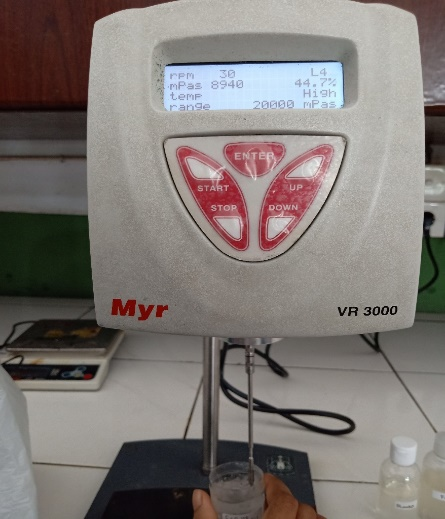 rpm 30 L4
mPas 8940 44.7%
temp High
range 20000 mPas
ENTER
START UP
STOP DOWN
Myr VR 3000